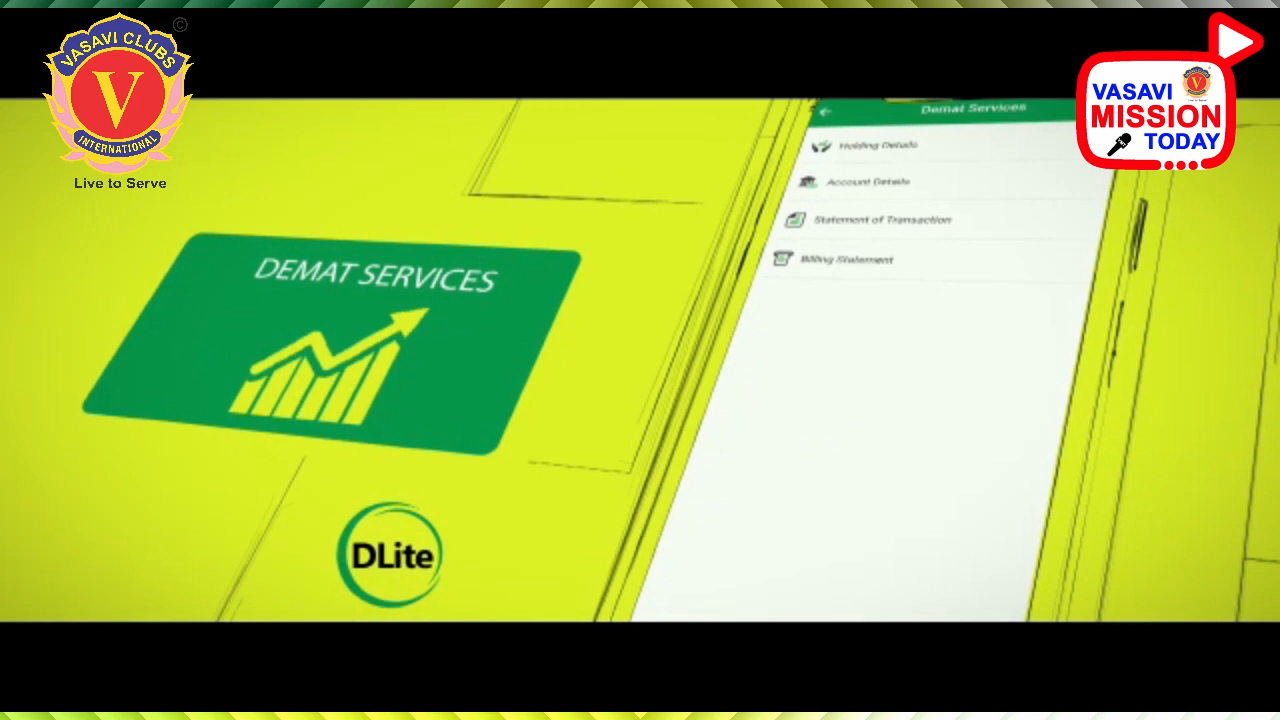 ©
VASAVI CLUBS
V
INTERNATIONAL
Live to Serve
VASAVI
MISSION
TODAY
DEMAT SERVICES
DLite
Demat Services
Holding Details
Account Details
Statement of Transaction
Billing Statement